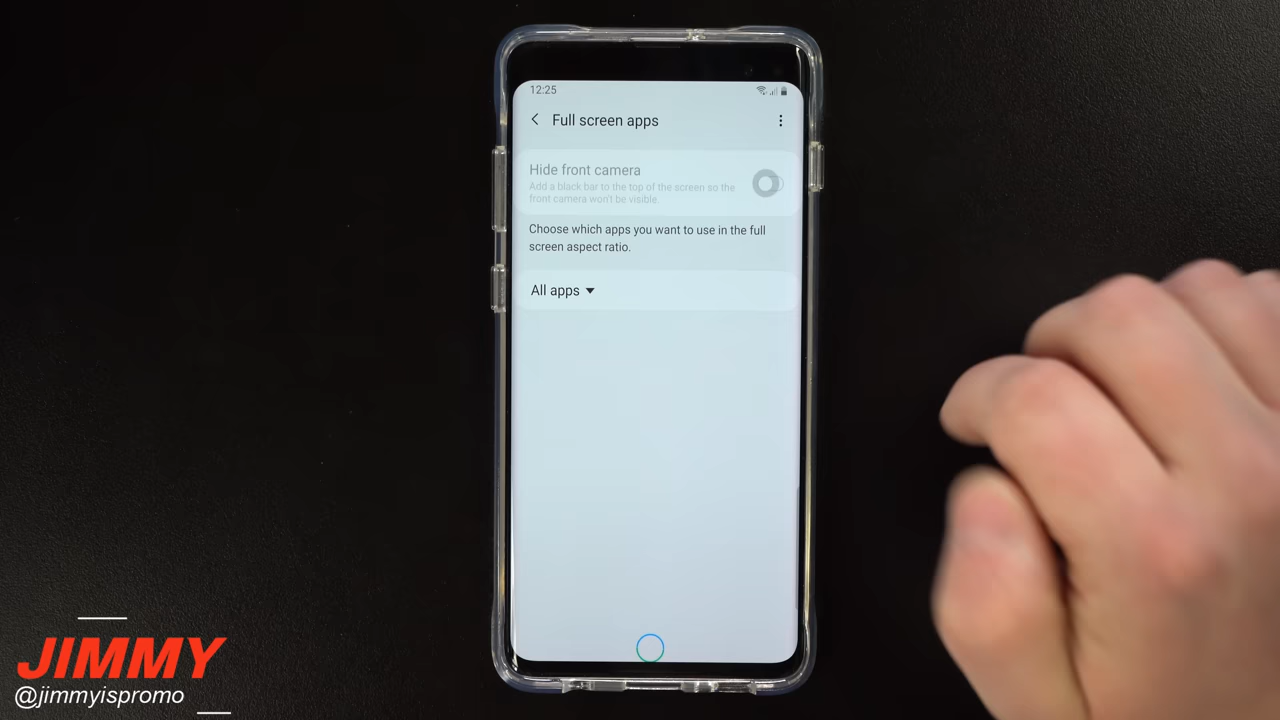 12:25
Full screen apps
Hide front camera
Add a black bar to the top of the screen so the
front camera won't be visible.
Choose which apps you want to use in the full
screen aspect ratio.
All apps
JIMMY
@jimmyispromo